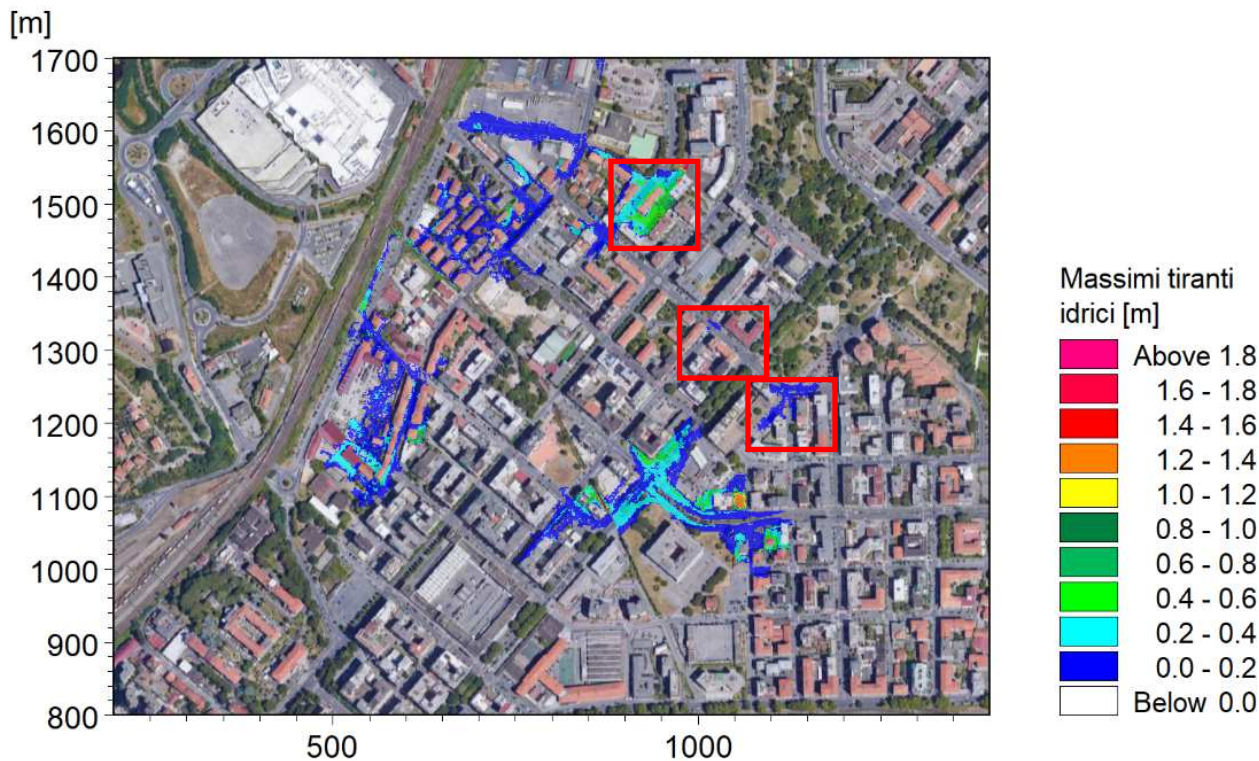 [m]
1700
1600
1500
1400
1300
1200
1100
1000
900
800
500
1000
Massimi tiranti
idrici [m]
Above 1.8
1.6 - 1.8
1.4 - 1.6
1.2 - 1.4
1.0 - 1.2
0.8 - 1.0
0.6 - 0.8
0.4 - 0.6
0.2 - 0.4
0.0 - 0.2
Below 0.0